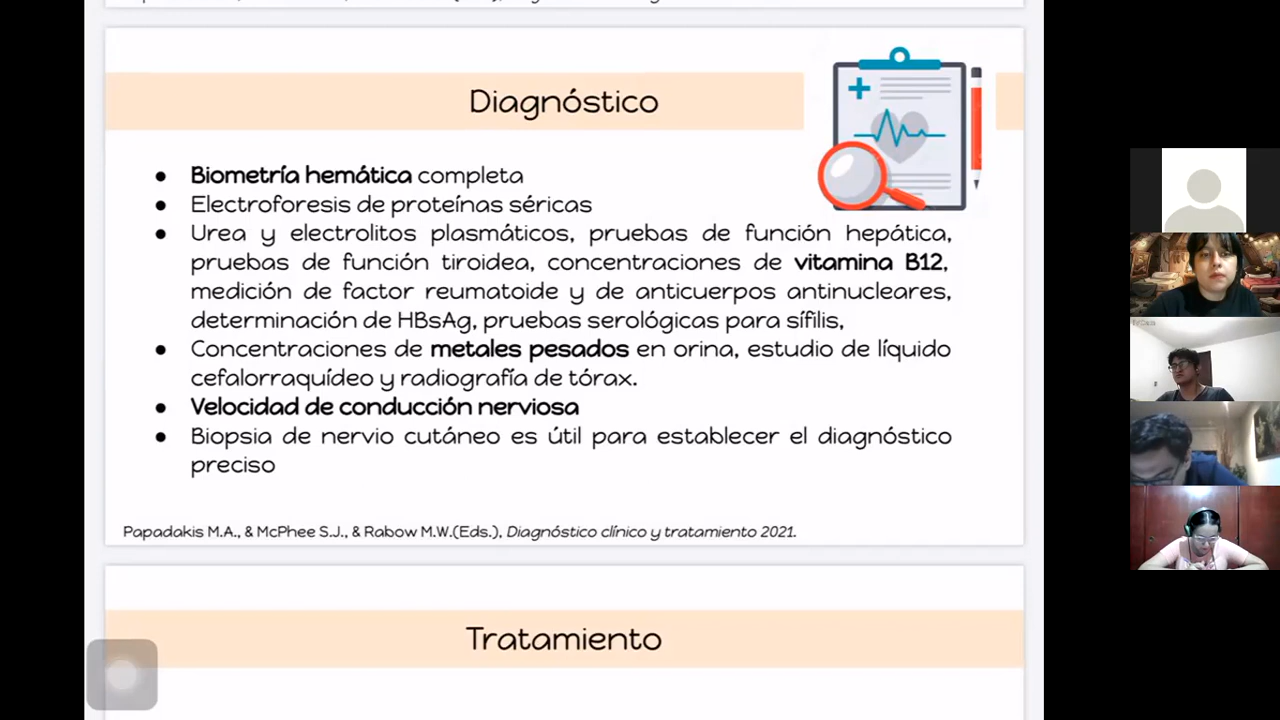 Diagnóstico
● Biometría hemática completa
● Electroforesis de proteínas séricas
● Urea y electrolitos plasmáticos, pruebas de función hepática,
pruebas de función tiroidea, concentraciones de vitamina B12,
medición de factor reumatoide y de anticuerpos antinucleares,
determinación de HBsAg, pruebas serológicas para sífilis,
● Concentraciones de metales pesados en orina, estudio de líquido
cefalorraquídeo y radiografía de tórax.
● Velocidad de conducción nerviosa
● Biopsia de nervio cutáneo es útil para establecer el diagnóstico
preciso
Papadakis M.A., & McPhee S.J., & Rabow M.W.(Eds.), Diagnóstico clínico y tratamiento 2021.
Tratamiento